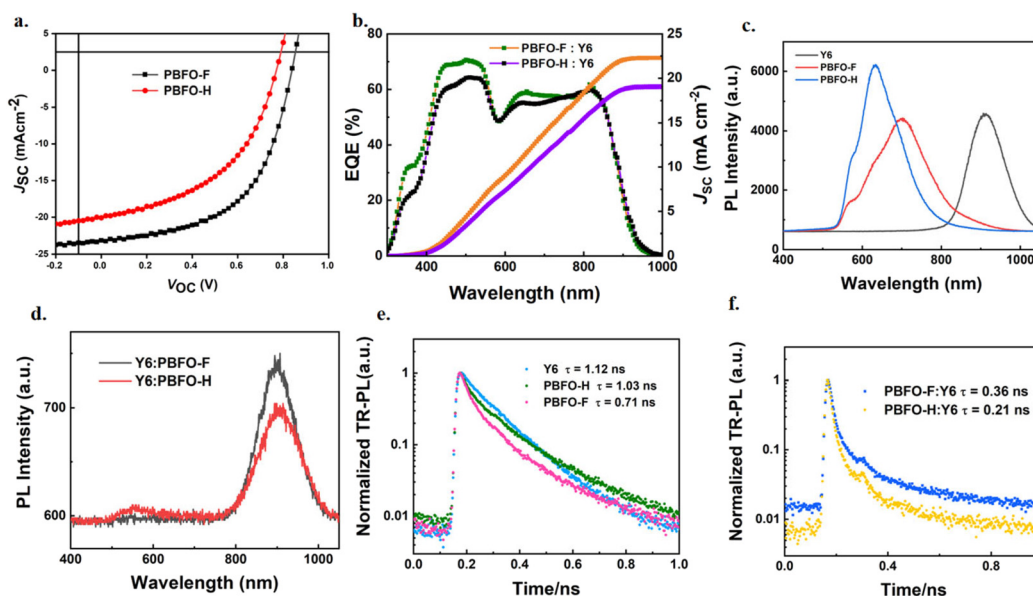 a.
J_SC (mAcm⁻²)
5
0
-5
-10
-15
-20
-25
PBFO-F
PBFO-H
-0.2 0.0 0.2 0.4 0.6 0.8 1.0
V_OC (V)
b.
EQE (%)
80
60
40
20
0
PBFO-F : Y6
PBFO-H : Y6
25
20
15
10
5
0
J_SC (mA cm⁻²)
400 600 800 1000
Wavelength (nm)
c.
PL Intensity (a.u.)
6000
4000
2000
Y6
PBFO-F
PBFO-H
400 600 800 1000
Wavelength (nm)
d.
PL Intensity (a.u.)
700
600
Y6:PBFO-F
Y6:PBFO-H
400 600 800 1000
Wavelength (nm)
e.
Normalized TR-PL(a.u.)
1
0.1
0.01
Y6 τ = 1.12 ns
PBFO-H τ = 1.03 ns
PBFO-F τ = 0.71 ns
0.0 0.2 0.4 0.6 0.8 1.0
Time/ns
f.
Normalized TR-PL (a.u.)
1
0.1
0.01
PBFO-F:Y6 τ = 0.36 ns
PBFO-H:Y6 τ = 0.21 ns
0.0 0.4 0.8
Time/ns